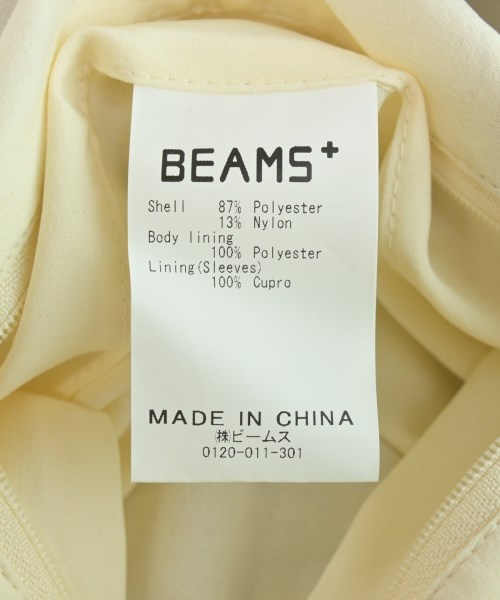 BEAMS+
Shell 87% Polyester
13% Nylon
Body lining
100% Polyester
Lining(Sleeves)
100% Cupro
MADE IN CHINA
㈱ビームス
0120-011-301